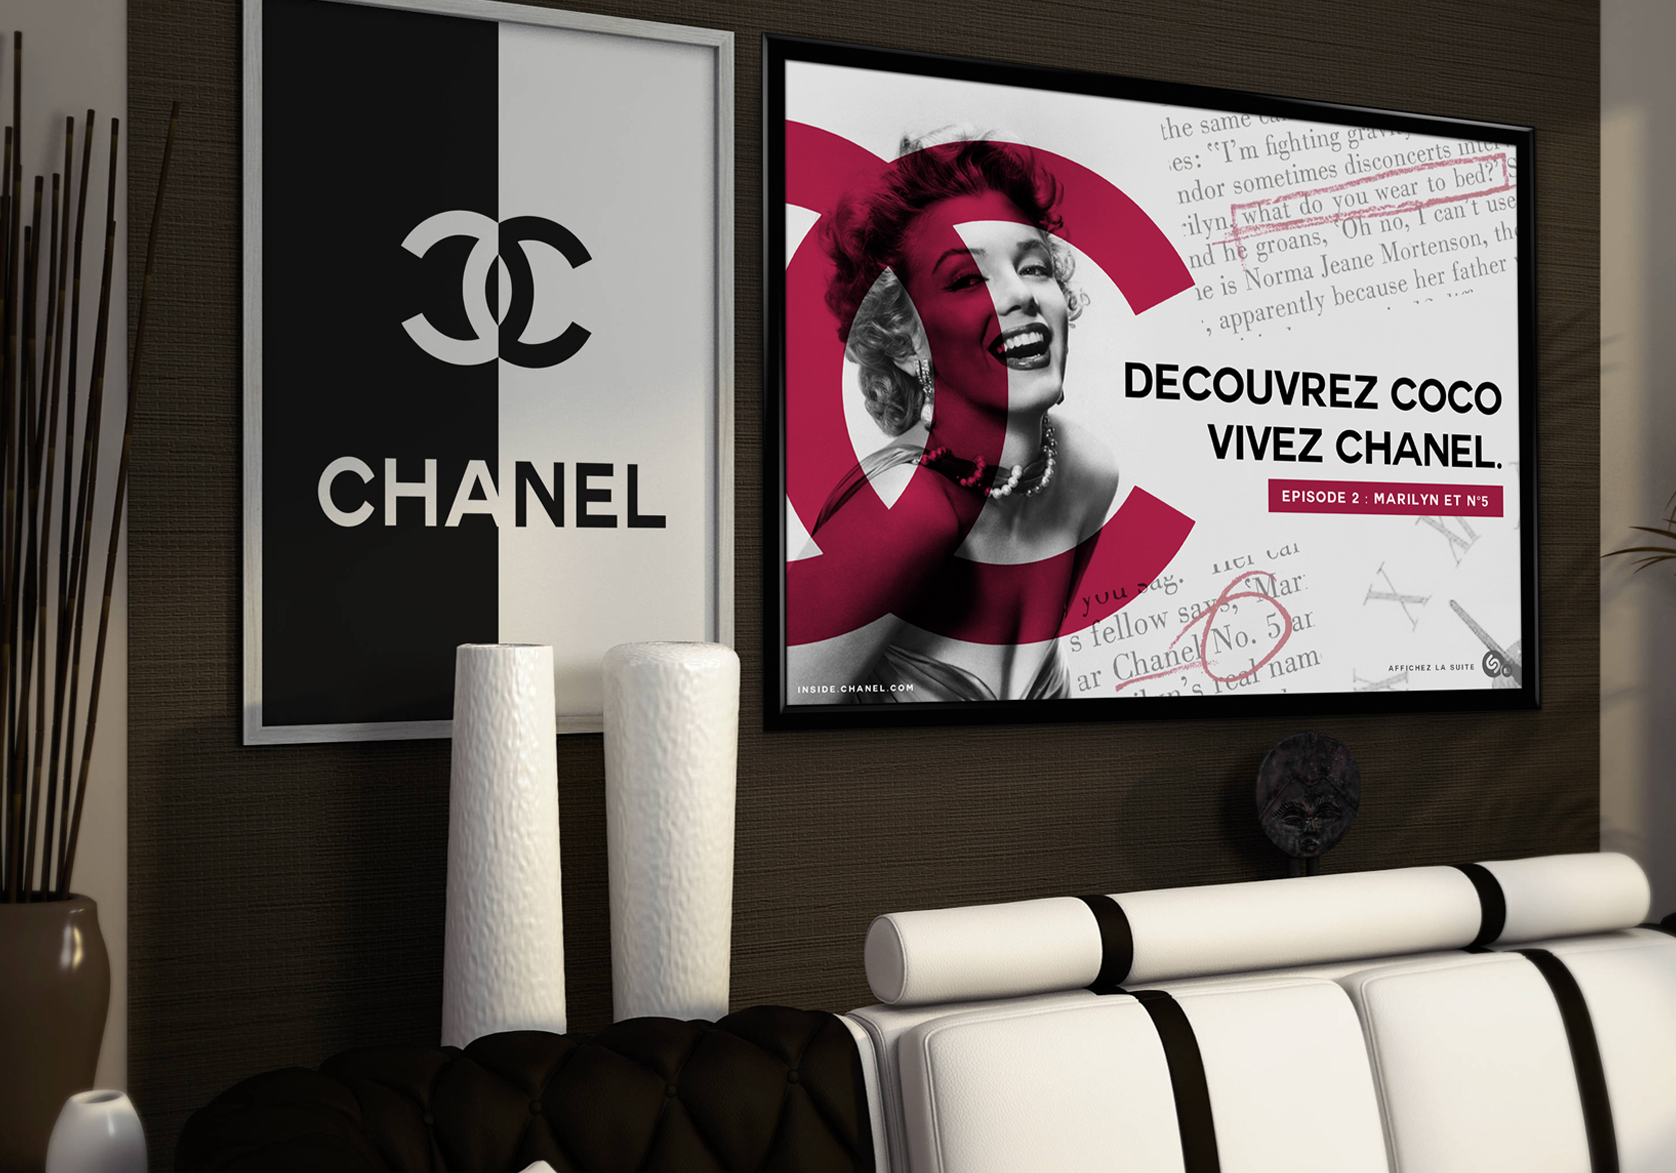 CHANEL
the same
es: “I'm fighting
ndor sometimes disconcerts
ilyn, what do you wear to bed?’
nd he groans, ‘Oh no, I can't use
ie is Norma Jeane Mortenson, the
, apparently because her father
DECOUVREZ COCO
VIVEZ CHANEL.
EPISODE 2 : MARILYN ET N°5
you say. Her
s fellow says, ‘Mar
ar Chanel No. 5 ar
real nam
AFFICHEZ LA SUITE
INSIDE.CHANEL.COM